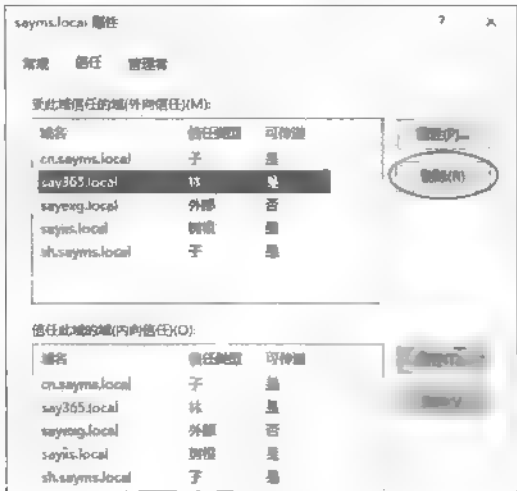 sayms.local 属性 ? ×
常规 信任 管理者
受此域信任的域(外向信任)(M):
域名 信任类型 可传递
cn.sayms.local 子 是
say365.local 林 是
sayexg.local 外部 否
sayiis.local 树根 是
sh.sayms.local 子 是
删除(R)
信任此域的域(内向信任)(O):
域名 信任类型 可传递
cn.sayms.local 子 是
say365.local 林 是
sayexg.local 外部 否
sayiis.local 树根 是
sh.sayms.local 子 是